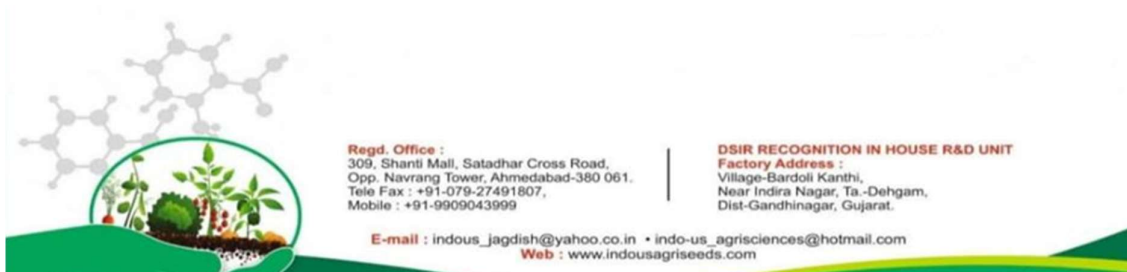 Regd. Office :
309, Shanti Mall, Satadhar Cross Road,
Opp. Navrang Tower, Ahmedabad-380 061.
Tele Fax : +91-079-27491807,
Mobile : +91-9909043999
DSIR RECOGNITION IN HOUSE R&D UNIT
Factory Address :
Village-Bardoli Kanthi,
Near Indira Nagar, Ta.-Dehgam,
Dist-Gandhinagar, Gujarat.
E-mail : indous_jagdish@yahoo.co.in • indo-us_agrisciences@hotmail.com
Web : www.indousagriseeds.com